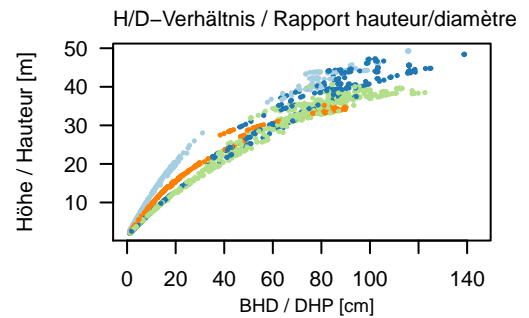 H/D−Verhältnis / Rapport hauteur/diamètre
Höhe / Hauteur [m]
50
40
30
20
10
0 20 40 60 80 100 140
BHD / DHP [cm]